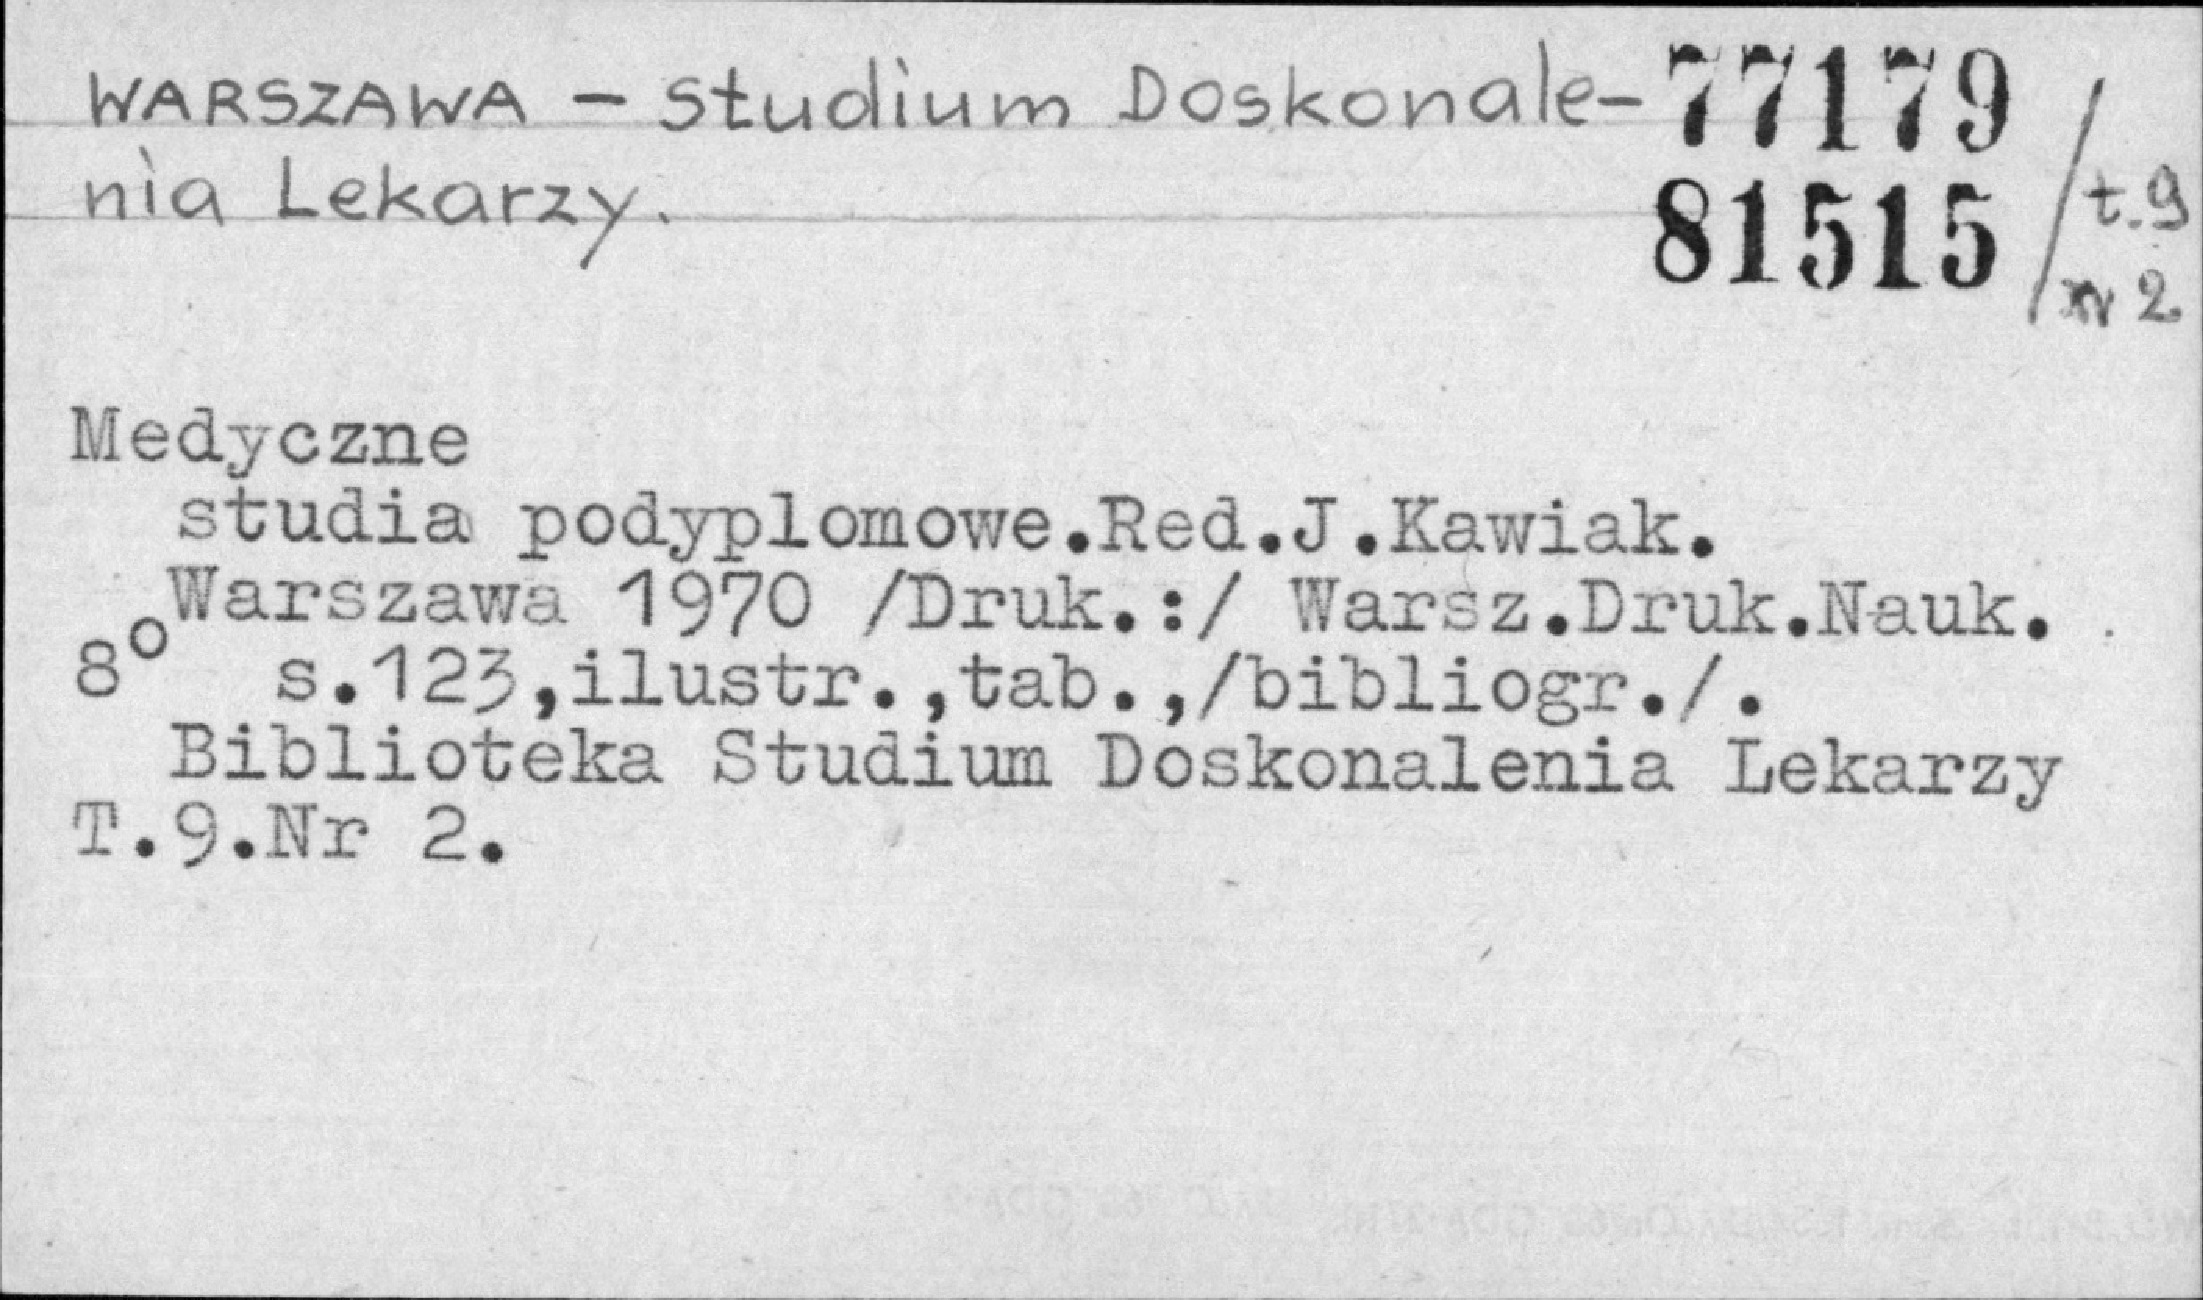 WARSZAWA - Studium Doskonale- 77179
nia Lekarzy. 81515 / t.9
nr 2.
Medyczne
studia podyplomowe.Red.J.Kawiak.
Warszawa 1970 /Druk.:/ Warsz.Druk.Nauk.
8° s.123,ilustr.,tab.,/bibliogr./.
Biblioteka Studium Doskonalenia Lekarzy
T.9.Nr 2.